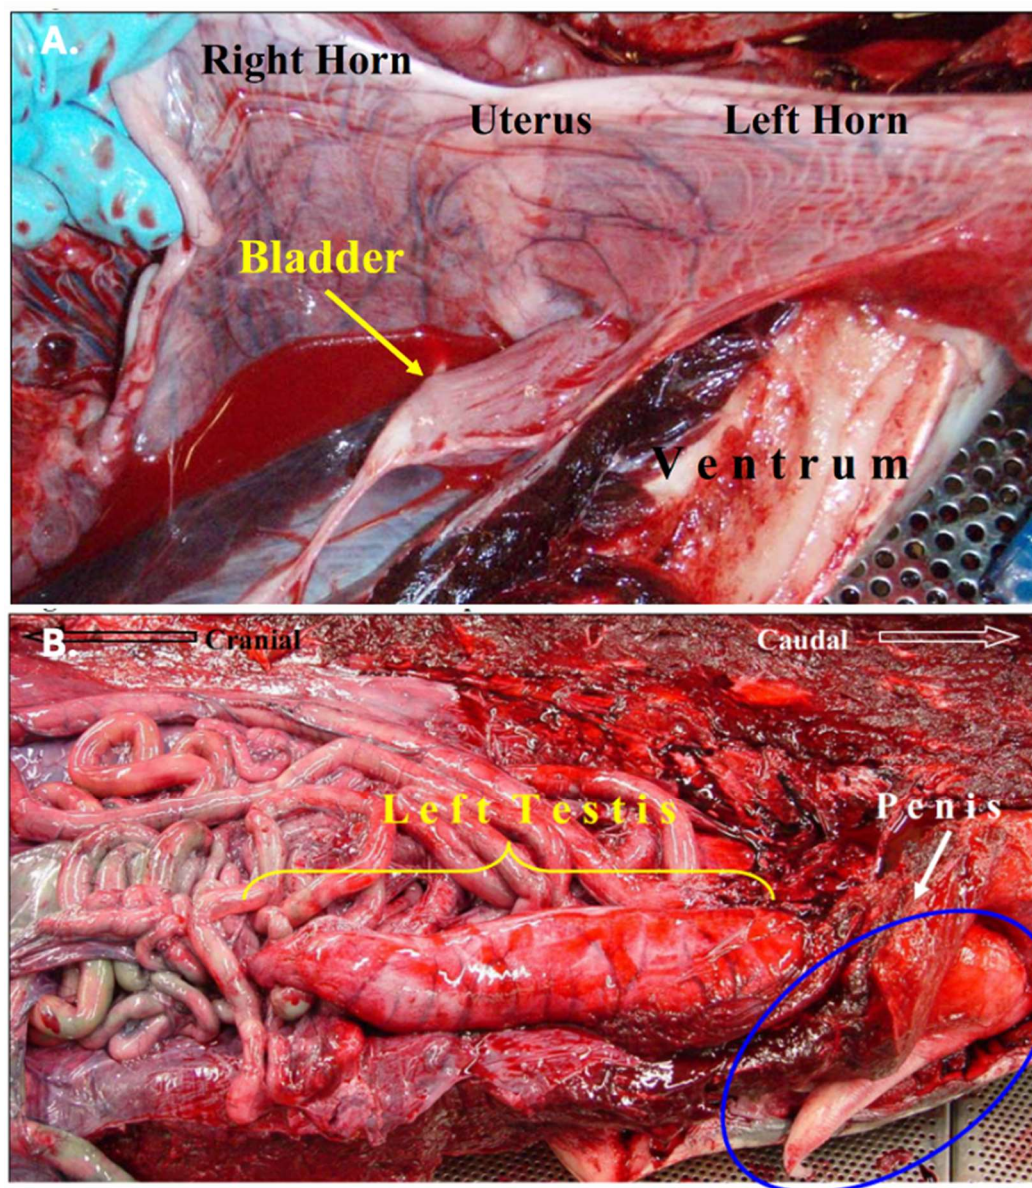 A.
Right Horn
Uterus
Left Horn
Bladder
Ventrum
B.
Cranial
Caudal
Left Testis
Penis